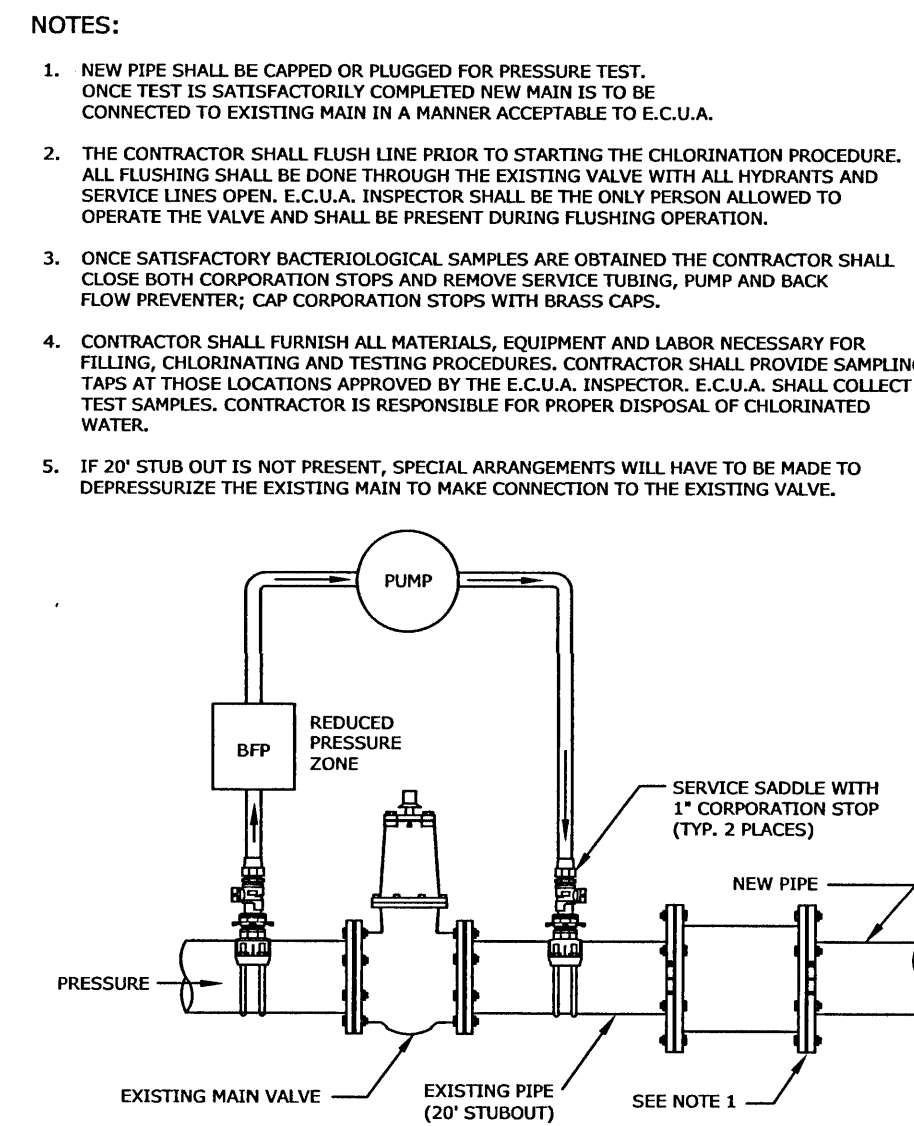 NOTES:
1. NEW PIPE SHALL BE CAPPED OR PLUGGED FOR PRESSURE TEST.
ONCE TEST IS SATISFACTORILY COMPLETED NEW MAIN IS TO BE
CONNECTED TO EXISTING MAIN IN A MANNER ACCEPTABLE TO E.C.U.A.
2. THE CONTRACTOR SHALL FLUSH LINE PRIOR TO STARTING THE CHLORINATION PROCEDURE.
ALL FLUSHING SHALL BE DONE THROUGH THE EXISTING VALVE WITH ALL HYDRANTS AND
SERVICE LINES OPEN. E.C.U.A. INSPECTOR SHALL BE THE ONLY PERSON ALLOWED TO
OPERATE THE VALVE AND SHALL BE PRESENT DURING FLUSHING OPERATION.
3. ONCE SATISFACTORY BACTERIOLOGICAL SAMPLES ARE OBTAINED THE CONTRACTOR SHALL
CLOSE BOTH CORPORATION STOPS AND REMOVE SERVICE TUBING, PUMP AND BACK
FLOW PREVENTER; CAP CORPORATION STOPS WITH BRASS CAPS.
4. CONTRACTOR SHALL FURNISH ALL MATERIALS, EQUIPMENT AND LABOR NECESSARY FOR
FILLING, CHLORINATING AND TESTING PROCEDURES. CONTRACTOR SHALL PROVIDE SAMPLING
TAPS AT THOSE LOCATIONS APPROVED BY THE E.C.U.A. INSPECTOR. E.C.U.A. SHALL COLLECT
TEST SAMPLES. CONTRACTOR IS RESPONSIBLE FOR PROPER DISPOSAL OF CHLORINATED
WATER.
5. IF 20' STUB OUT IS NOT PRESENT, SPECIAL ARRANGEMENTS WILL HAVE TO BE MADE TO
DEPRESSURIZE THE EXISTING MAIN TO MAKE CONNECTION TO THE EXISTING VALVE.
PUMP
BFP
REDUCED
PRESSURE
ZONE
SERVICE SADDLE WITH
1" CORPORATION STOP
(TYP. 2 PLACES)
NEW PIPE
PRESSURE
EXISTING MAIN VALVE
EXISTING PIPE
(20' STUBOUT)
SEE NOTE 1